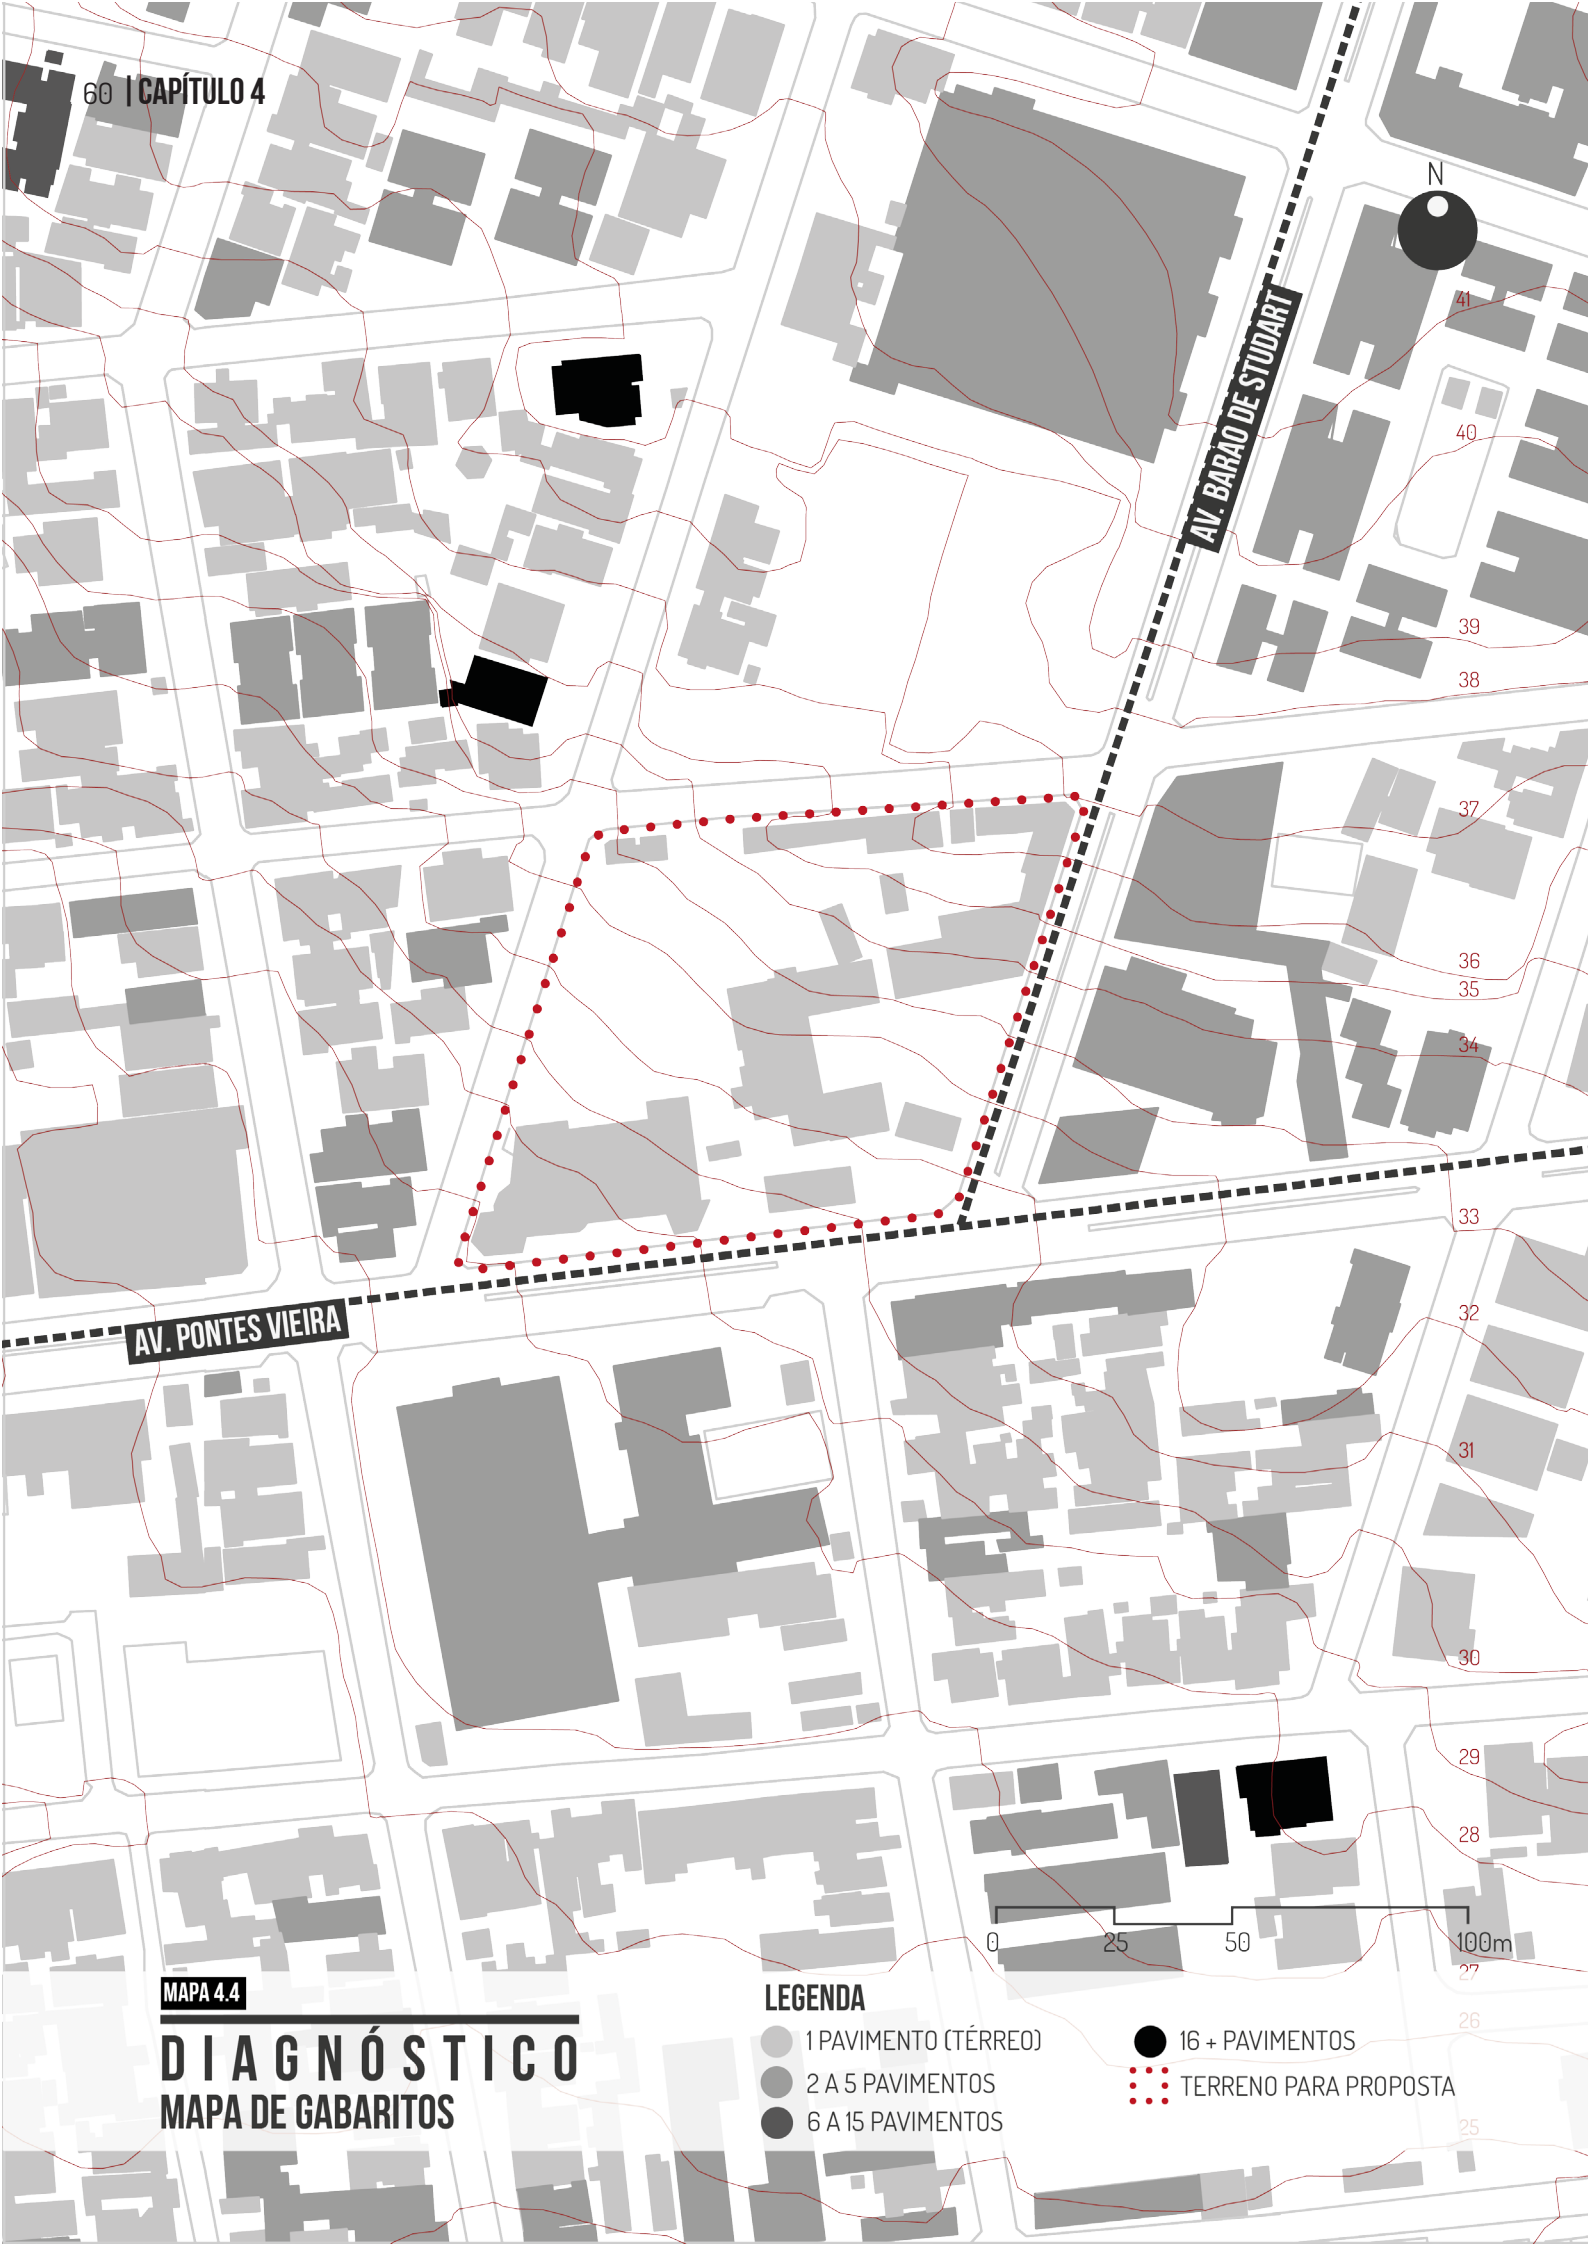 60 | CAPÍTULO 4
N
AV. BARAO DE STUDART
41
40
39
38
37
36
35
34
33
32
31
30
29
28
27
26
25
AV. PONTES VIEIRA
0 25 50 100m
MAPA 4.4
DIAGNÓSTICO
MAPA DE GABARITOS
LEGENDA
1 PAVIMENTO (TÉRREO)
2 A 5 PAVIMENTOS
6 A 15 PAVIMENTOS
16 + PAVIMENTOS
TERRENO PARA PROPOSTA